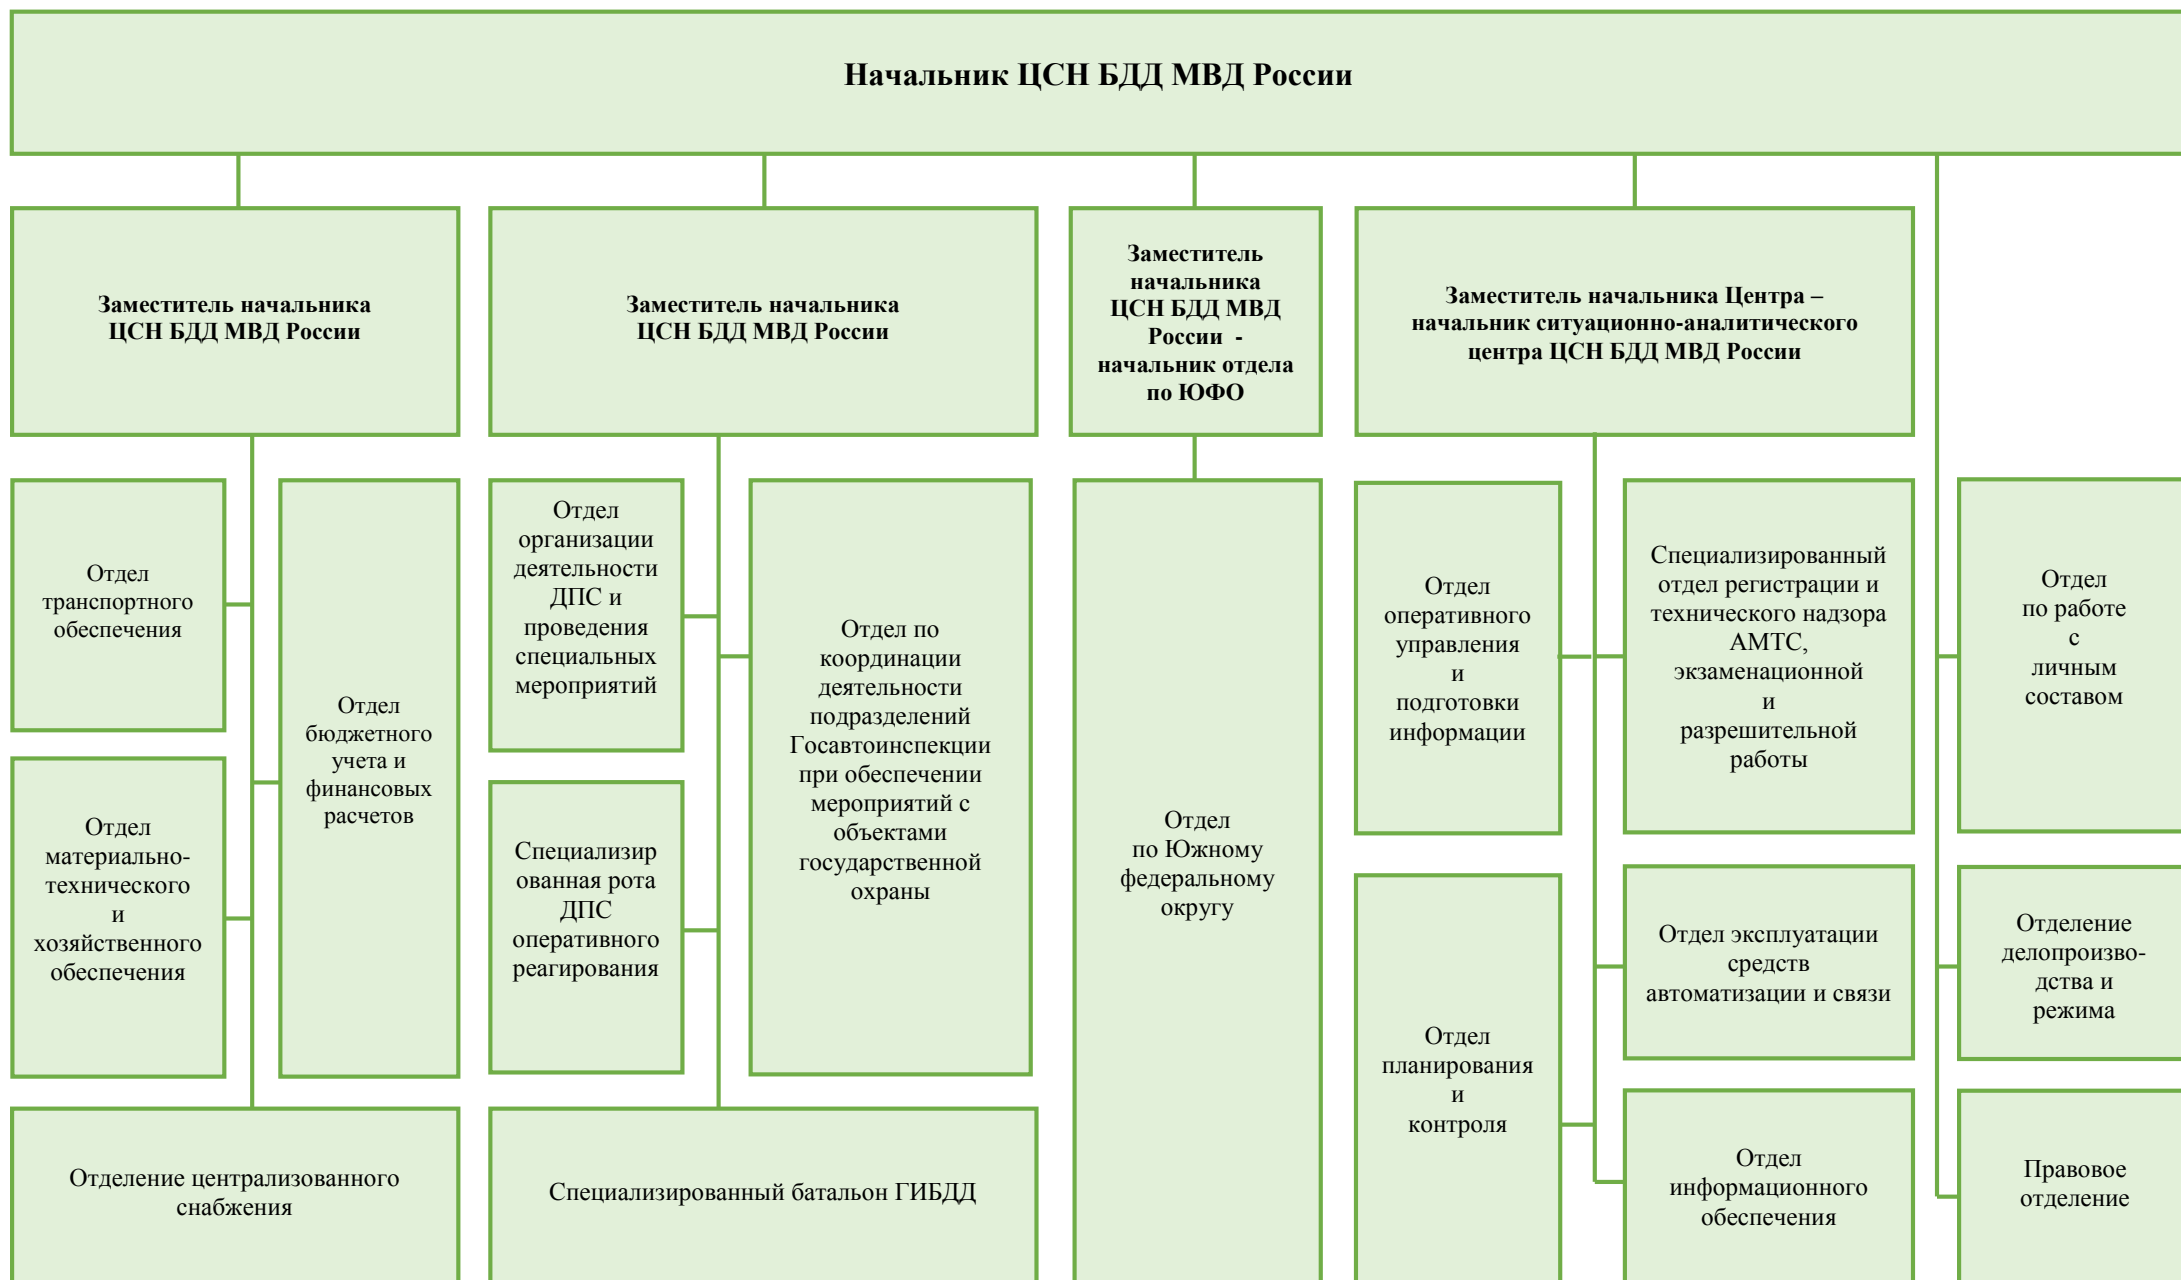 Начальник ЦСН БДД МВД России
Заместитель начальника
ЦСН БДД МВД России
Заместитель начальника
ЦСН БДД МВД России
Заместитель
начальника
ЦСН БДД МВД
России -
начальник отдела
по ЮФО
Заместитель начальника Центра –
начальник ситуационно-аналитического
центра ЦСН БДД МВД России
Отдел
транспортного
обеспечения
Отдел
бюджетного
учета и
финансовых
расчетов
Отдел
материально-
технического
и
хозяйственного
обеспечения
Отделение централизованного
снабжения
Отдел
организации
деятельности
ДПС и
проведения
специальных
мероприятий
Отдел по
координации
деятельности
подразделений
Госавтоинспекции
при обеспечении
мероприятий с
объектами
государственной
охраны
Специализир
ованная рота
ДПС
оперативного
реагирования
Специализированный батальон ГИБДД
Отдел
по Южному
федеральному
округу
Отдел
оперативного
управления
и
подготовки
информации
Специализированный
отдел регистрации и
технического надзора
АМТС,
экзаменационной
и
разрешительной
работы
Отдел
планирования
и
контроля
Отдел эксплуатации
средств
автоматизации и связи
Отдел
информационного
обеспечения
Отдел
по работе
с
личным
составом
Отделение
делопроизво-
дства и
режима
Правовое
отделение